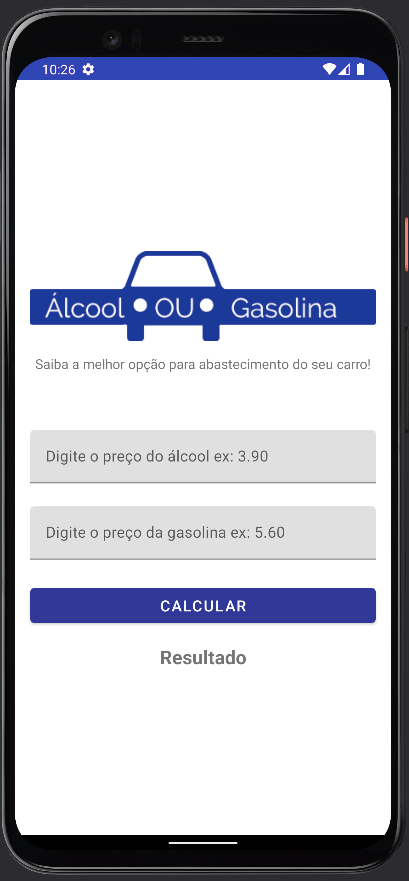 10:26
Álcool OU Gasolina
Saiba a melhor opção para abastecimento do seu carro!
Digite o preço do álcool ex: 3.90
Digite o preço da gasolina ex: 5.60
CALCULAR
Resultado